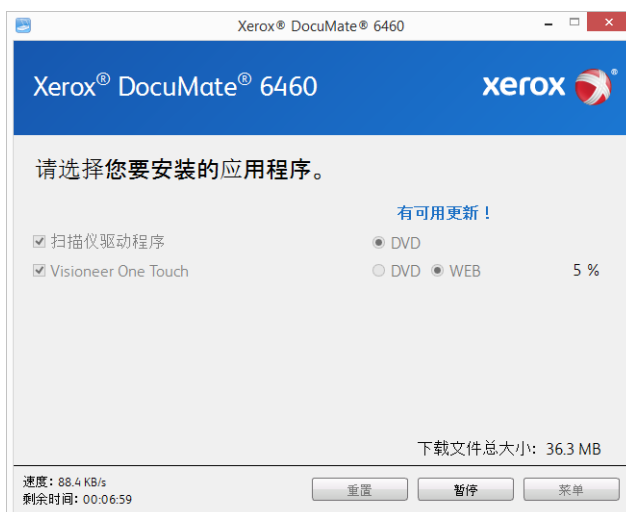 Xerox® DocuMate® 6460
Xerox® DocuMate® 6460
xerox®
请选择您要安装的应用程序。
有可用更新！
扫描仪驱动程序 DVD
Visioneer One Touch DVD WEB 5 %
下载文件总大小: 36.3 MB
速度: 88.4 KB/s
剩余时间: 00:06:59
重置 暂停 菜单